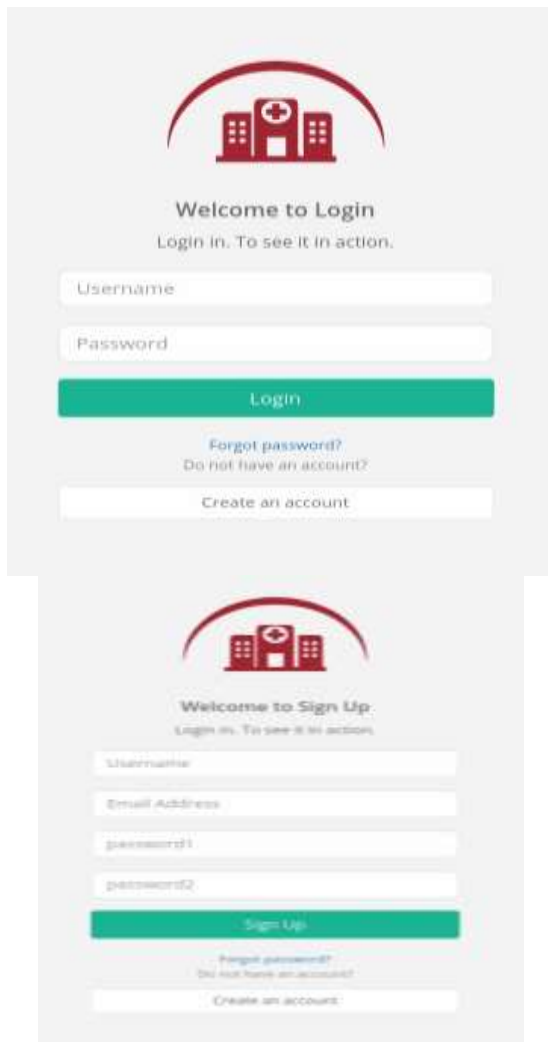 Welcome to Login
Login in. To see it in action.
Username
Password
Login
Forgot password?
Do not have an account?
Create an account
Welcome to Sign Up
Login in. To see it in action.
Username
Email Address
password1
password2
Sign Up
Forgot password?
Do not have an account?
Create an account